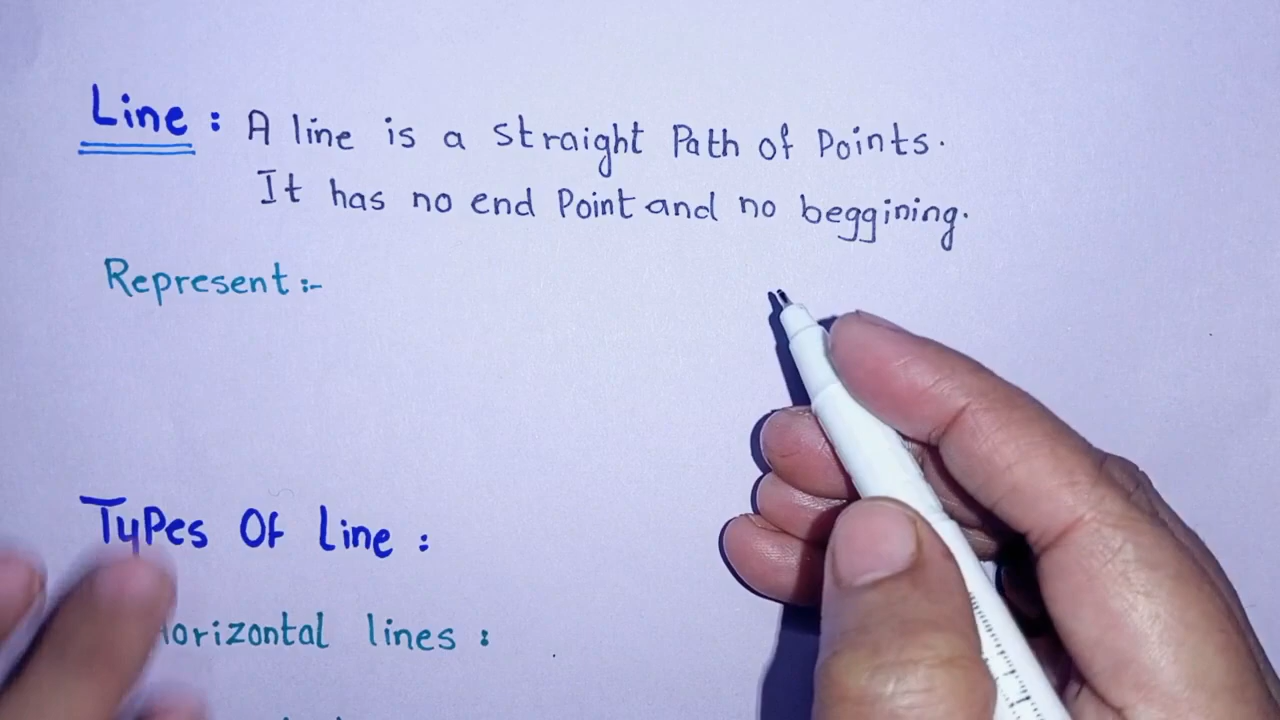 Line : A line is a straight Path of Points.
It has no end Point and no beggining.
Represent :-
Types Of Line :
Horizontal lines :